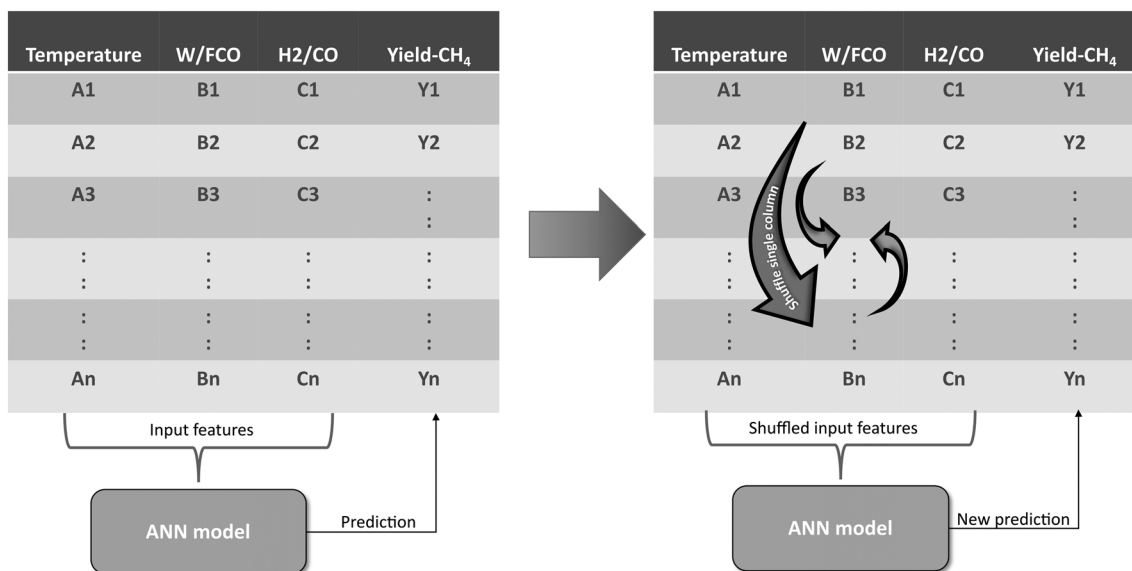 Temperature W/FCO H2/CO Yield-CH₄
A1 B1 C1 Y1
A2 B2 C2 Y2
A3 B3 C3 :
:
: : : :
: : : :
: : : :
: : : :
An Bn Cn Yn
Input features
ANN model
Prediction
Temperature W/FCO H2/CO Yield-CH₄
A1 B1 C1 Y1
A2 B2 C2 Y2
A3 B3 C3 :
:
: : : :
: : : :
: : : :
: : : :
An Bn Cn Yn
Shuffle single column
Shuffled input features
ANN model
New prediction